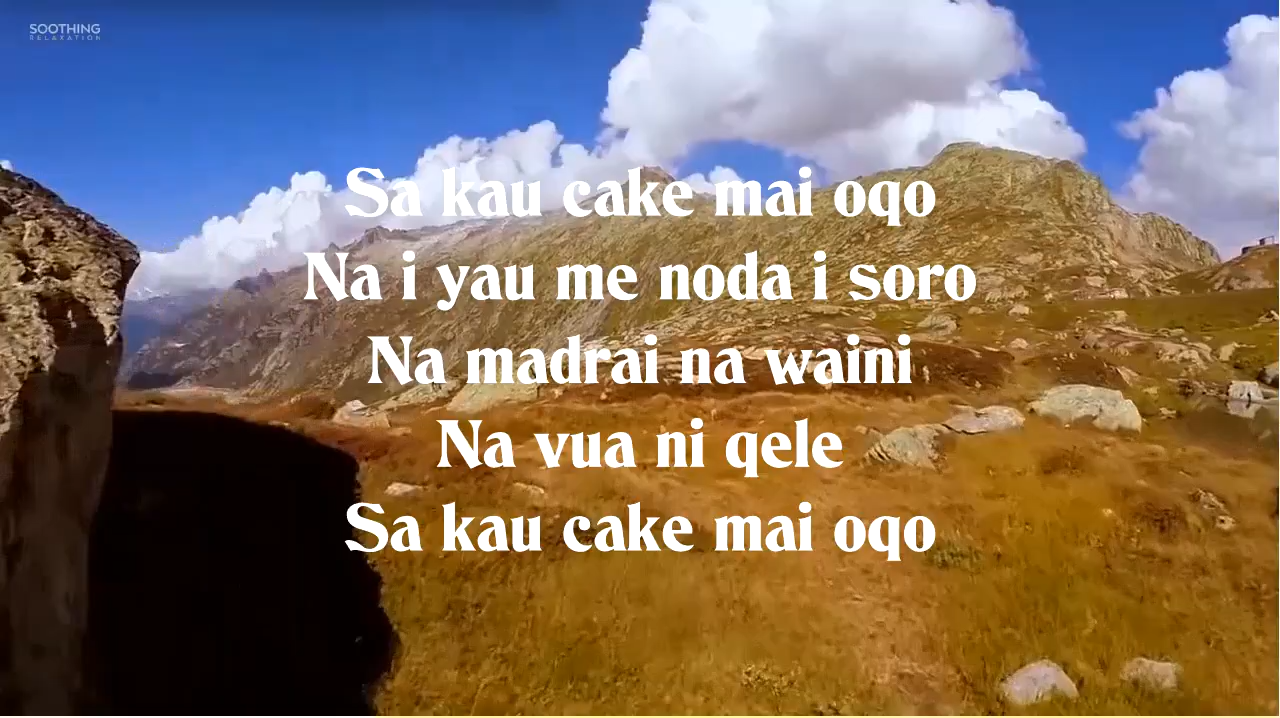 SOOTHING
RELAXATION
Sa kau cake mai oqo
Na i yau me noda i soro
Na madrai na waini
Na vua ni qele
Sa kau cake mai oqo